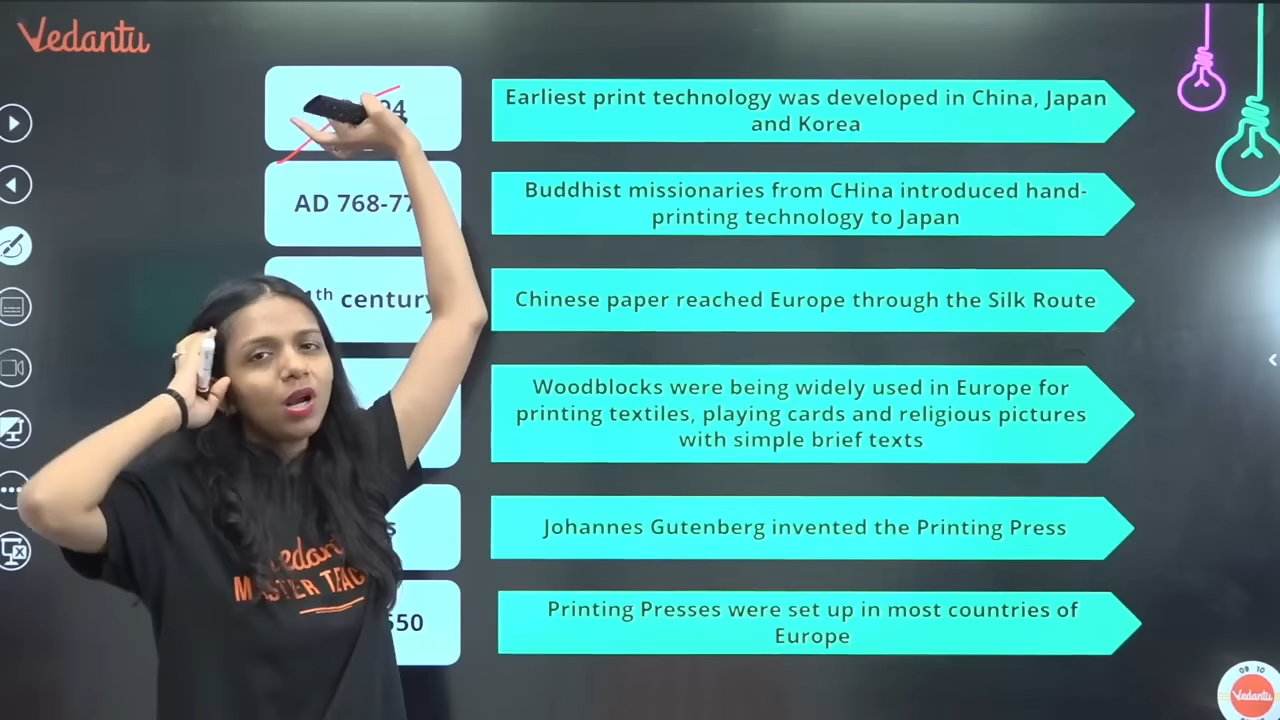 Vedantu
Earliest print technology was developed in China, Japan
and Korea
AD
Buddhist missionaries from CHina introduced hand-
printing technology to Japan
century
Chinese paper reached Europe through the Silk Route
Woodblocks were being widely used in Europe for
printing textiles, playing cards and religious pictures
with simple brief texts
Johannes Gutenberg invented the Printing Press
Printing Presses were set up in most countries of
Europe
09 10
Vedantu